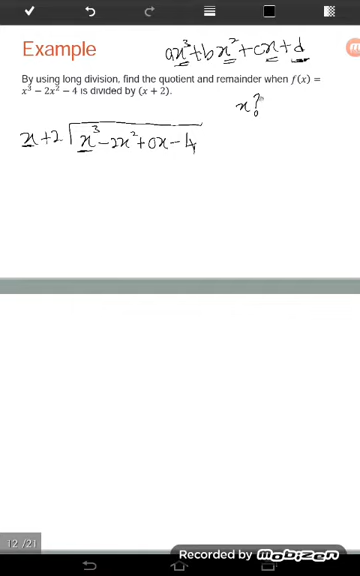 Example
ax³+bx²+cx+d
By using long division, find the quotient and remainder when f(x) =
x³ − 2x² − 4 is divided by (x + 2).
x?
x+2 x³-2x²+0x-4
12 /21
Recorded by Mobizen